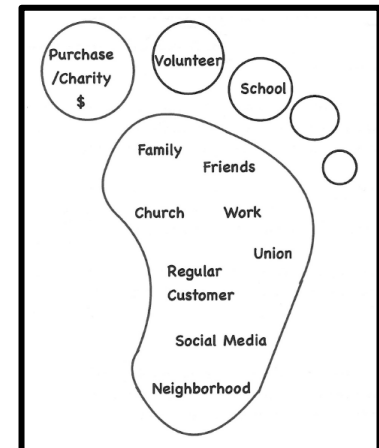 Purchase
/Charity
$
Volunteer
School
Family
Friends
Church
Work
Union
Regular
Customer
Social Media
Neighborhood